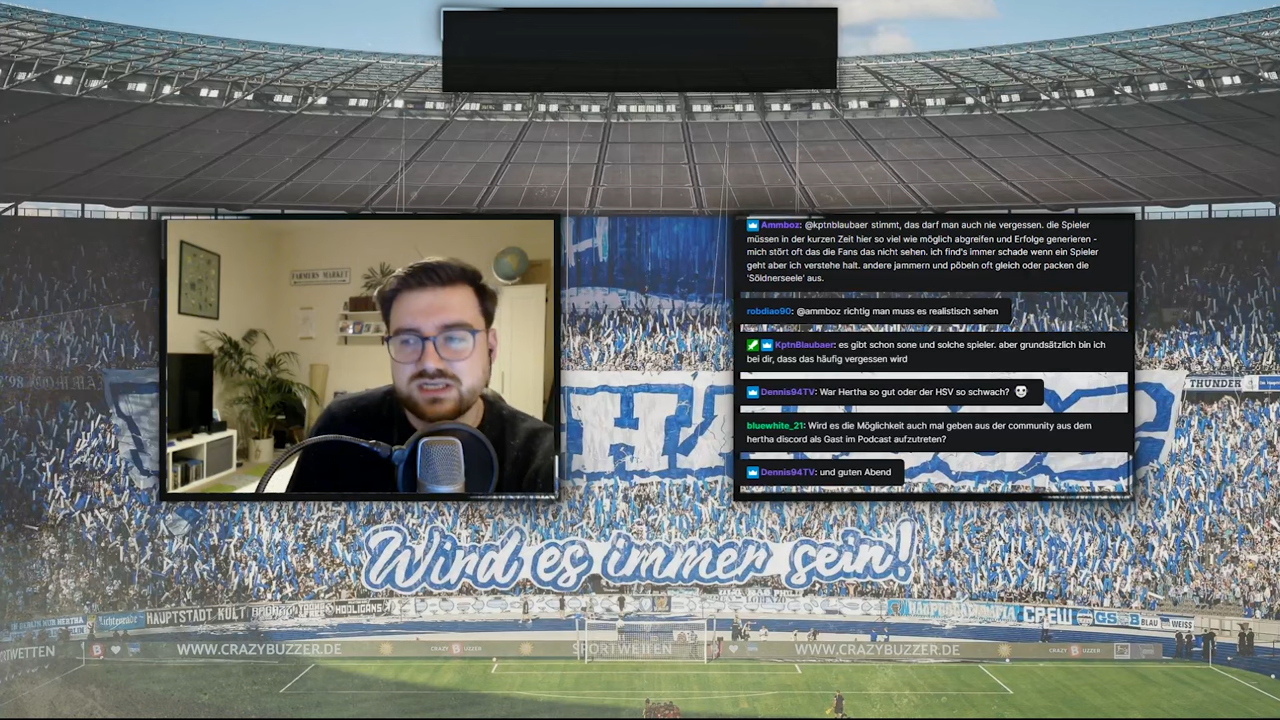 FARMERS MARKET
Ammboz: @kptnblaubaer stimmt, das darf man auch nie vergessen. die Spieler
müssen in der kurzen Zeit hier so viel wie möglich abgreifen und Erfolge generieren -
mich stört oft das die Fans das nicht sehen. ich find's immer schade wenn ein Spieler
geht aber ich verstehe halt. andere jammern und pöbeln oft gleich oder packen die
'Söldnerseele' aus.
robdiao90: @ammboz richtig man muss es realistisch sehen
KptnBlaubaer: es gibt schon sone und solche spieler. aber grundsätzlich bin ich
bei dir, dass das häufig vergessen wird
Dennis94TV: War Hertha so gut oder der HSV so schwach?
bluewhite_21: Wird es die Möglichkeit auch mal geben aus der community aus dem
hertha discord als Gast im Podcast aufzutreten?
Dennis94TV: und guten Abend
THUNDER
Wird es immer sein!
HAUPTSTADT KULT
HOOLIGANS
CREW
GSB
BLAU WEISS
SPORTWETTEN
WWW.CRAZYBUZZER.DE
CRAZY BUZZER
SPORTWETTEN
WWW.CRAZYBUZZER.DE
CRAZY BUZZER